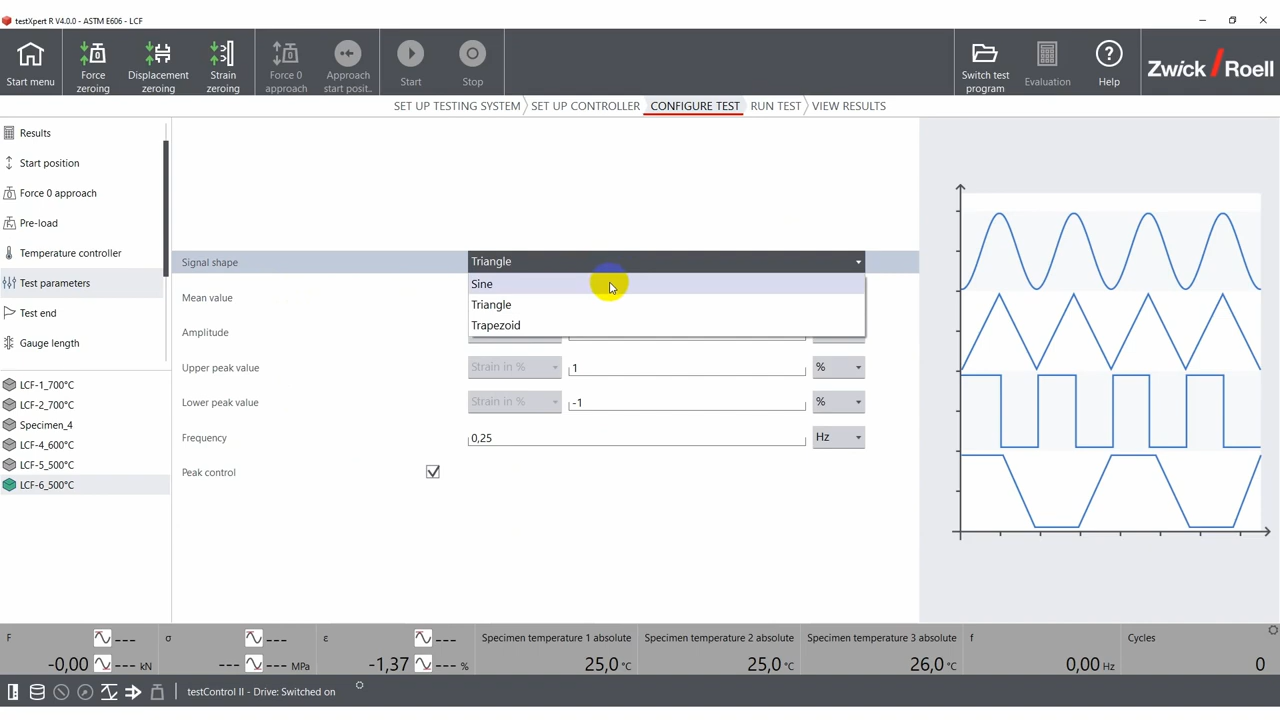 testXpert R V4.0.0 - ASTM E606 - LCF
Start menu
Force zeroing
Displacement zeroing
Strain zeroing
Force 0 approach
Approach start posit..
Start
Stop
Switch test program
Evaluation
Help
Zwick / Roell
SET UP TESTING SYSTEM
SET UP CONTROLLER
CONFIGURE TEST
RUN TEST
VIEW RESULTS
Results
Start position
Force 0 approach
Pre-load
Temperature controller
Test parameters
Test end
Gauge length
LCF-1_700°C
LCF-2_700°C
Specimen_4
LCF-4_600°C
LCF-5_500°C
LCF-6_500°C
Signal shape Triangle
Sine
Triangle
Trapezoid
Mean value
Amplitude
Upper peak value Strain in % 1 %
Lower peak value Strain in % -1 %
Frequency 0,25 Hz
Peak control
F --- -0,00 --- kN
σ --- --- --- MPa
ε --- -1,37 --- %
Specimen temperature 1 absolute 25,0 °C
Specimen temperature 2 absolute 25,0 °C
Specimen temperature 3 absolute 26,0 °C
f 0,00 Hz
Cycles 0
testControl II - Drive: Switched on